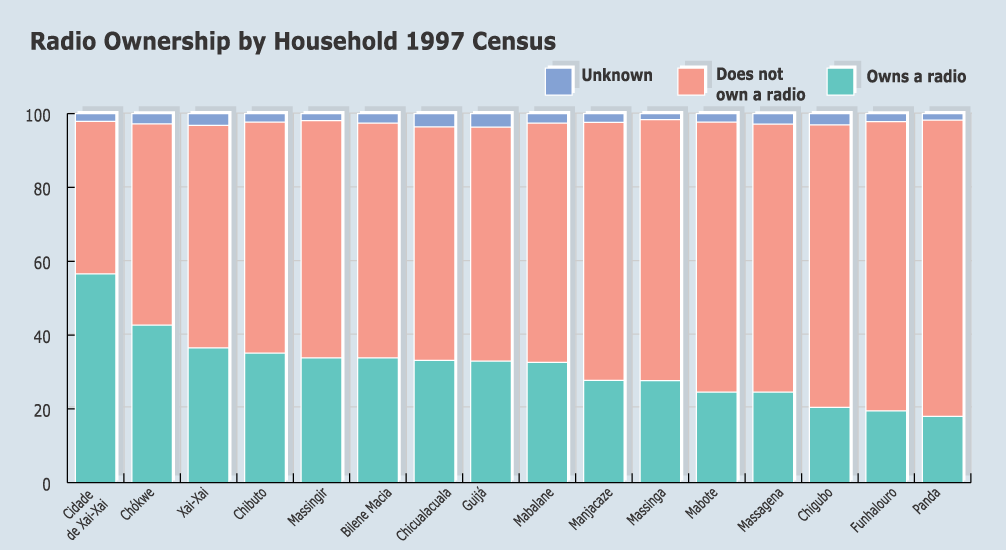 Radio Ownership by Household 1997 Census
Unknown
Does not
own a radio
Owns a radio
100
80
60
40
20
0
Cidade
de Xai-Xai
Chókwe
Xai-Xai
Chibuto
Massingir
Bilene Macia
Chicualacuala
Guijá
Mabalane
Manjacaze
Massinga
Mabote
Massagena
Chigubo
Funhalouro
Panda